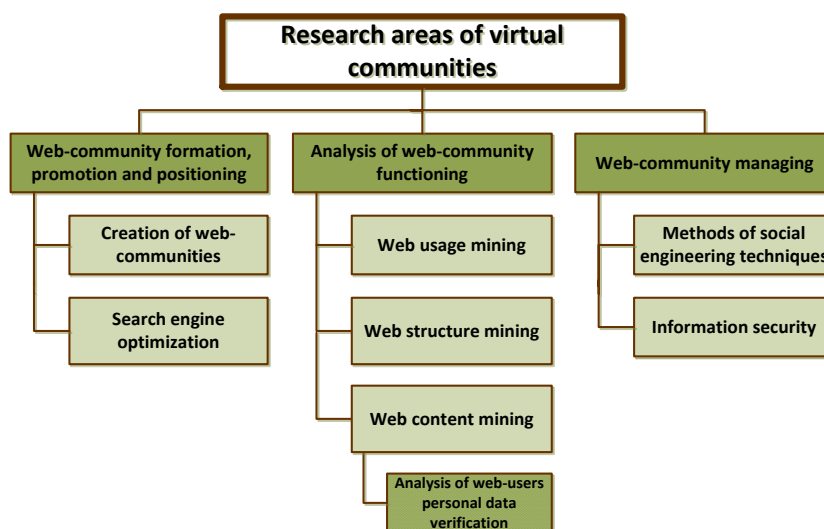 Research areas of virtual
communities
Web-community formation,
promotion and positioning
Creation of web-
communities
Search engine
optimization
Analysis of web-community
functioning
Web usage mining
Web structure mining
Web content mining
Analysis of web-users
personal data
verification
Web-community managing
Methods of social
engineering techniques
Information security